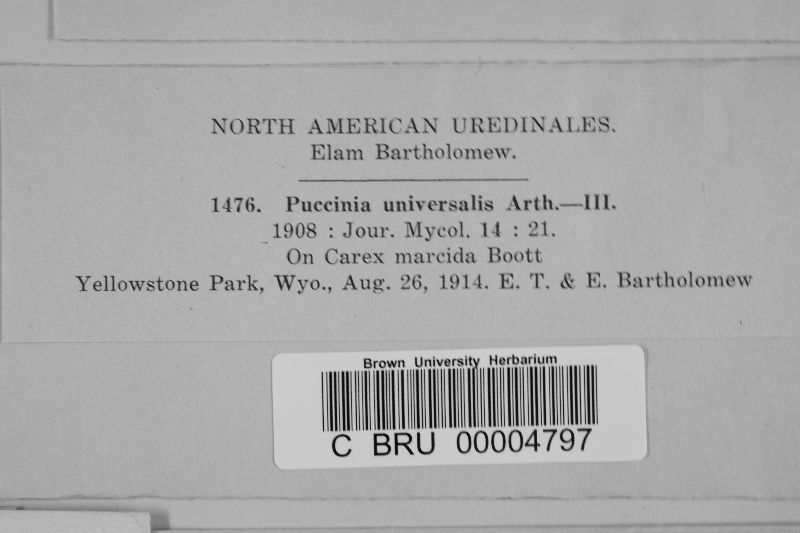 NORTH AMERICAN UREDINALES.
Elam Bartholomew.
1476. Puccinia universalis Arth.—III.
1908 : Jour. Mycol. 14 : 21.
On Carex marcida Boott
Yellowstone Park, Wyo., Aug. 26, 1914. E. T. & E. Bartholomew
Brown University Herbarium
C BRU 00004797